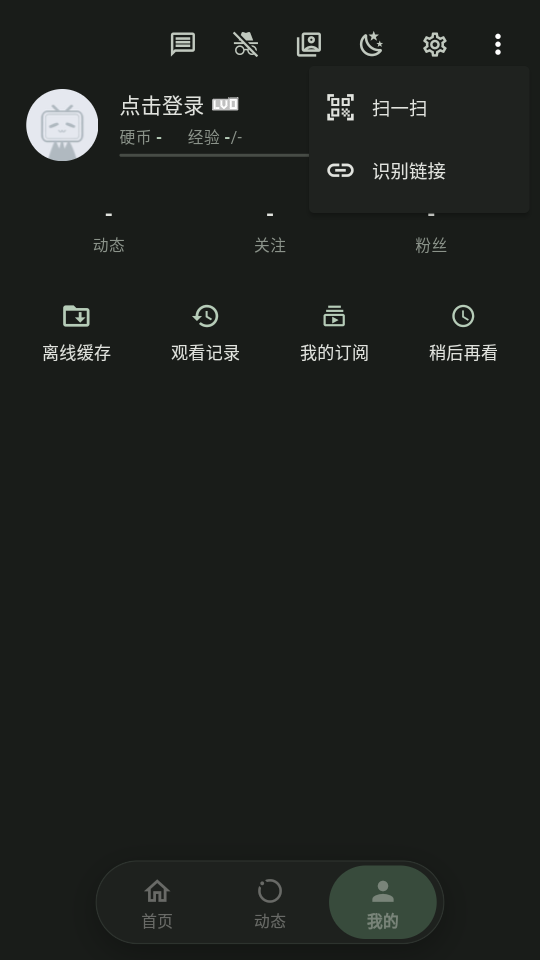 点击登录 LV0
硬币 - 经验 -/-
扫一扫
识别链接
- - -
动态 关注 粉丝
离线缓存 观看记录 我的订阅 稍后再看
首页 动态 我的